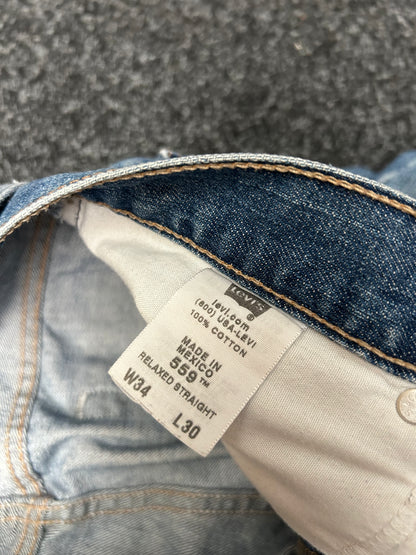 Levi's
®
levi.com
(800) USA-LEVI
100% COTTON
MADE IN
MEXICO
559™
RELAXED STRAIGHT
W34 L30